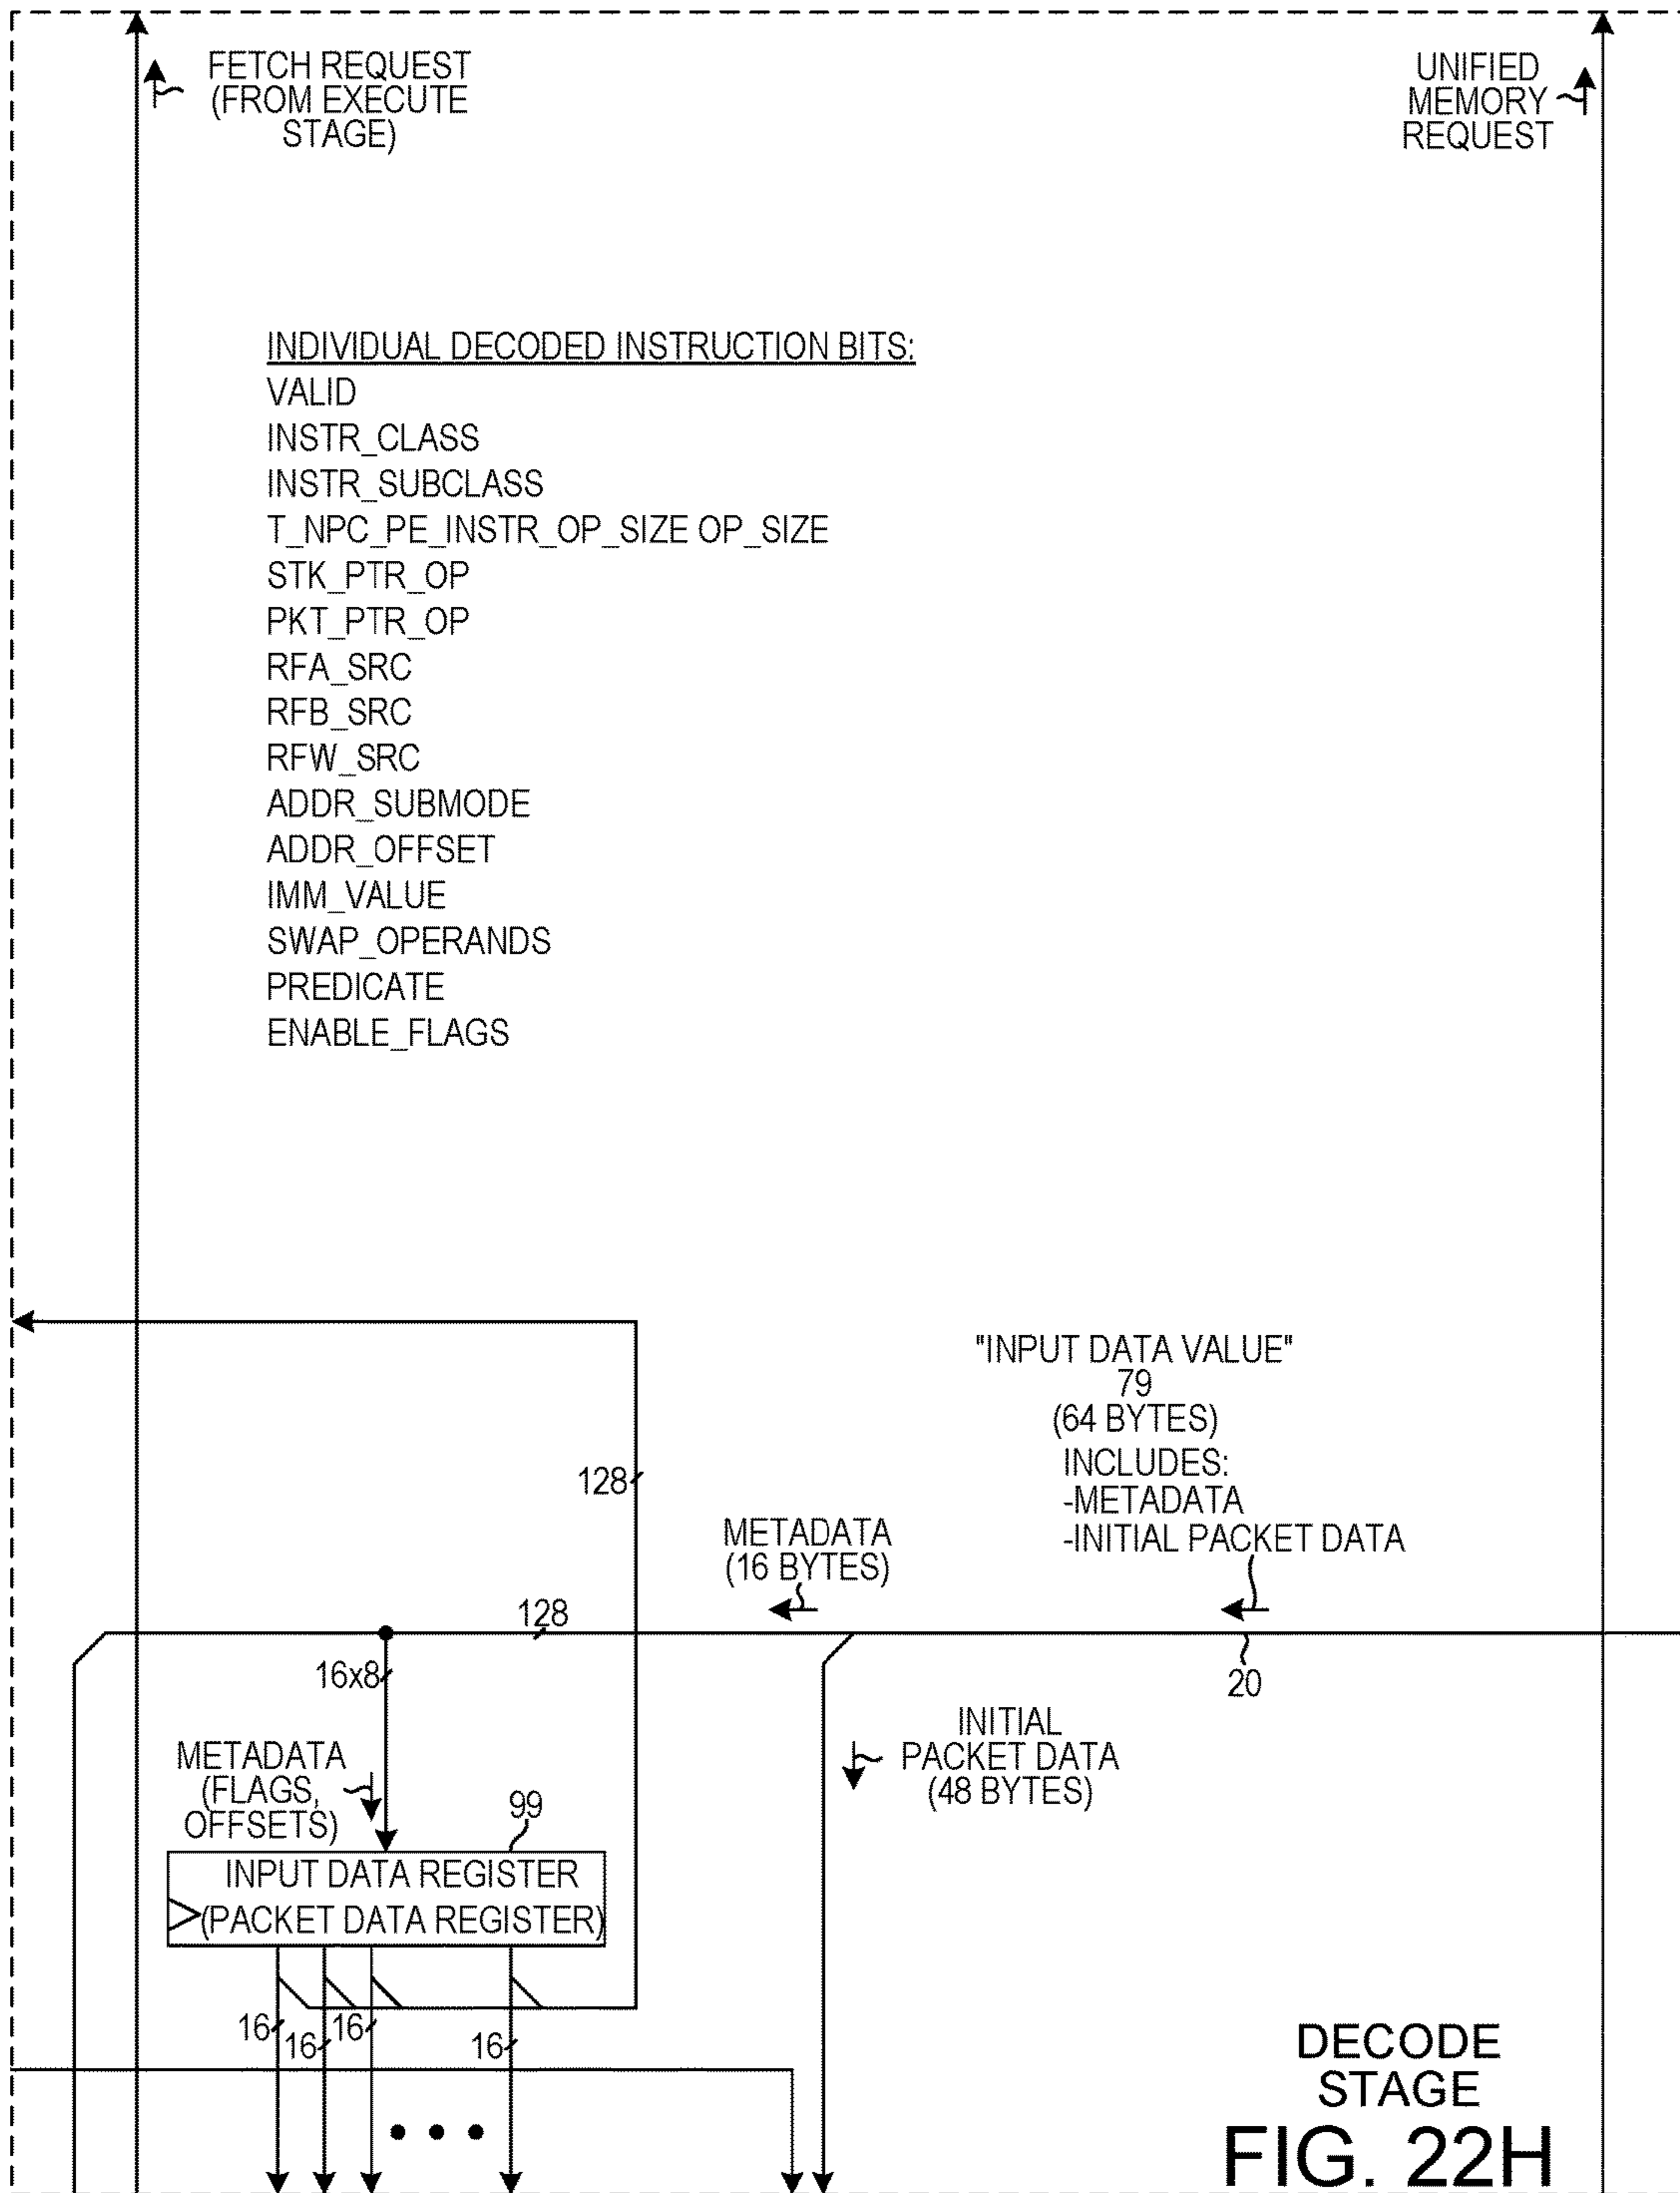 FETCH REQUEST
(FROM EXECUTE
STAGE)
UNIFIED
MEMORY
REQUEST
INDIVIDUAL DECODED INSTRUCTION BITS:
VALID
INSTR_CLASS
INSTR_SUBCLASS
T_NPC_PE_INSTR_OP_SIZE OP_SIZE
STK_PTR_OP
PKT_PTR_OP
RFA_SRC
RFB_SRC
RFW_SRC
ADDR_SUBMODE
ADDR_OFFSET
IMM_VALUE
SWAP_OPERANDS
PREDICATE
ENABLE_FLAGS
"INPUT DATA VALUE"
79
(64 BYTES)
INCLUDES:
-METADATA
-INITIAL PACKET DATA
128
METADATA
(16 BYTES)
128
16x8
20
INITIAL
PACKET DATA
(48 BYTES)
METADATA
(FLAGS,
OFFSETS)
99
INPUT DATA REGISTER
(PACKET DATA REGISTER)
16
16
16
16
DECODE
STAGE
FIG. 22H